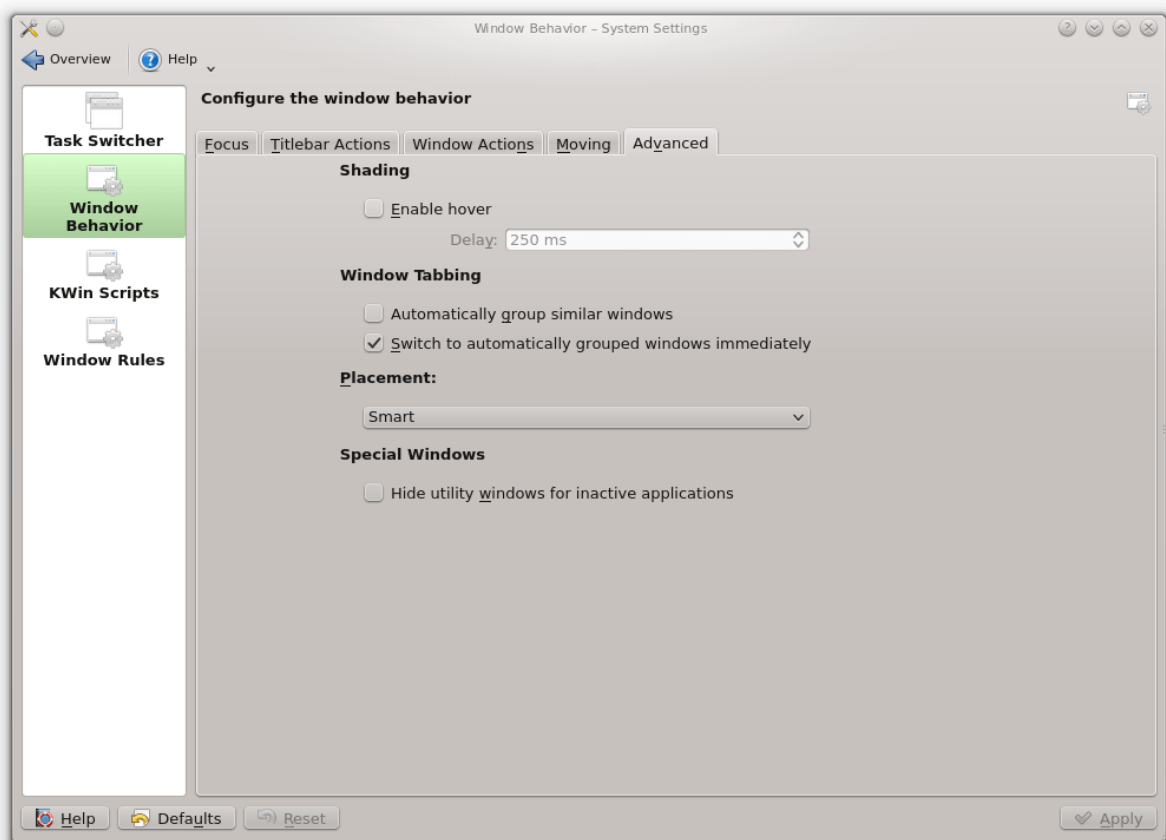 Window Behavior – System Settings
Overview
Help
Configure the window behavior
Task Switcher
Window
Behavior
KWin Scripts
Window Rules
Focus
Titlebar Actions
Window Actions
Moving
Advanced
Shading
Enable hover
Delay: 250 ms
Window Tabbing
Automatically group similar windows
Switch to automatically grouped windows immediately
Placement:
Smart
Special Windows
Hide utility windows for inactive applications
Help
Defaults
Reset
Apply